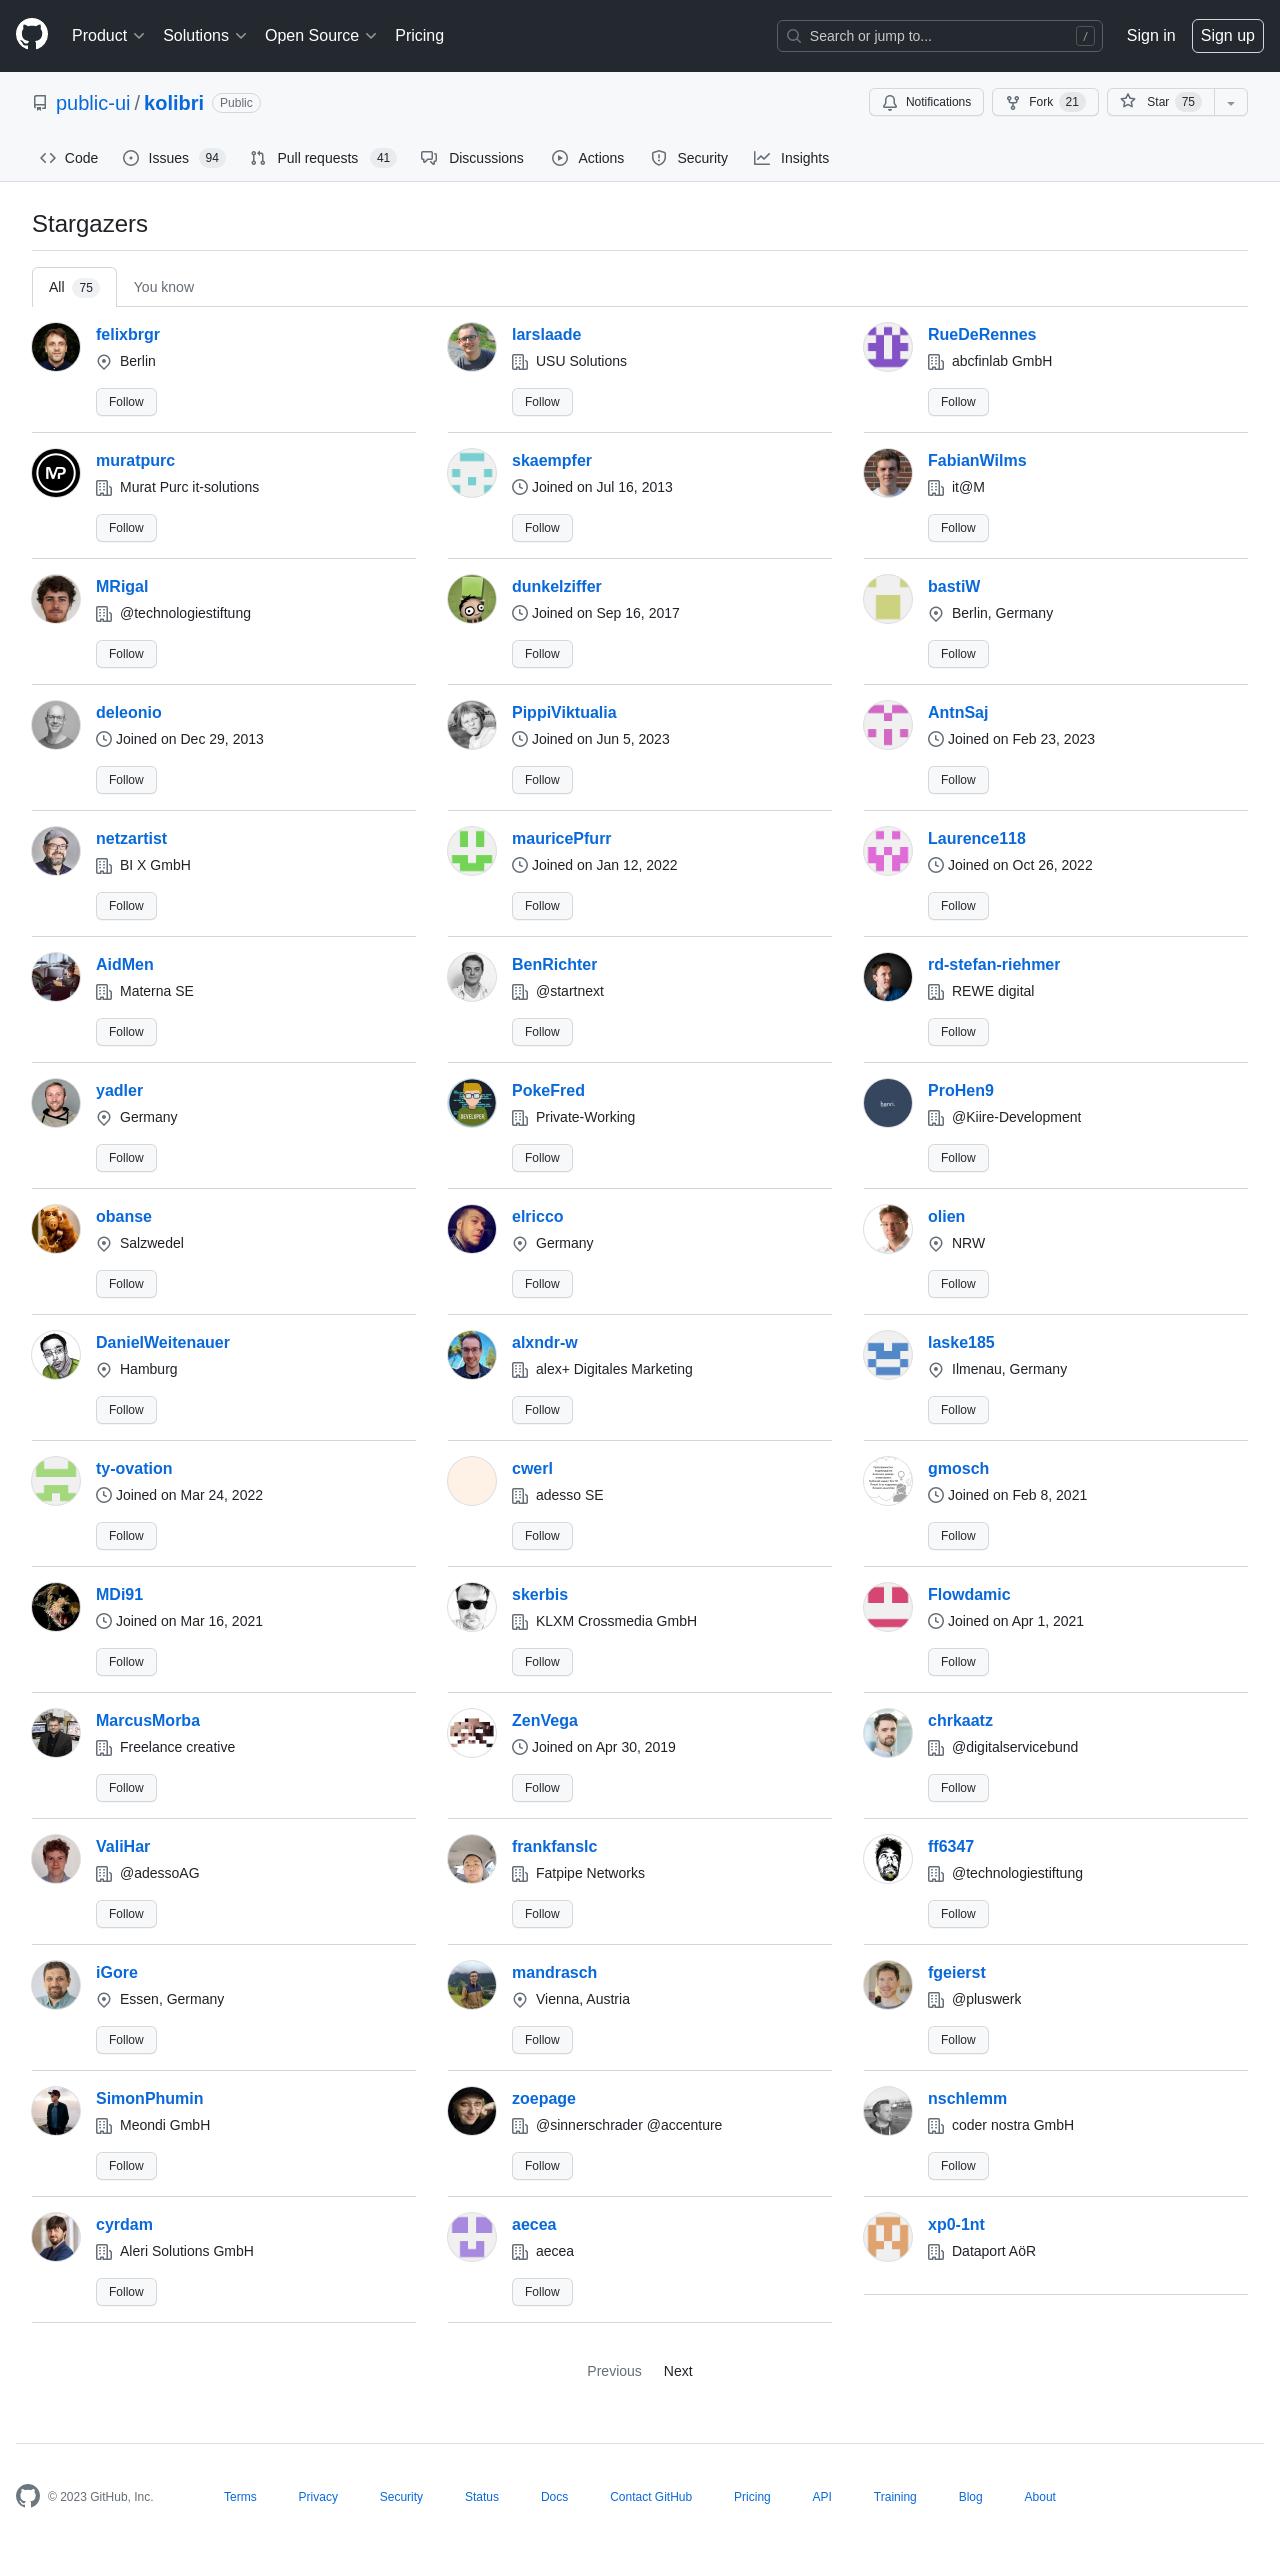 Product Solutions Open Source Pricing Search or jump to... / Sign in Sign up
public-ui / kolibri Public Notifications Fork 21 Star 75
Code Issues 94 Pull requests 41 Discussions Actions Security Insights
Stargazers
All 75 You know
felixbrgr larslaade RueDeRennes
Berlin USU Solutions abcfinlab GmbH
Follow Follow Follow
muratpurc skaempfer FabianWilms
Murat Purc it-solutions Joined on Jul 16, 2013 it@M
Follow Follow Follow
MRigal dunkelziffer bastiW
@technologiestiftung Joined on Sep 16, 2017 Berlin, Germany
Follow Follow Follow
deleonio PippiViktualia AntnSaj
Joined on Dec 29, 2013 Joined on Jun 5, 2023 Joined on Feb 23, 2023
Follow Follow Follow
netzartist mauricePfurr Laurence118
BI X GmbH Joined on Jan 12, 2022 Joined on Oct 26, 2022
Follow Follow Follow
AidMen BenRichter rd-stefan-riehmer
Materna SE @startnext REWE digital
Follow Follow Follow
yadler PokeFred ProHen9
Germany Private-Working @Kiire-Development
Follow Follow Follow
obanse elricco olien
Salzwedel Germany NRW
Follow Follow Follow
DanielWeitenauer alxndr-w laske185
Hamburg alex+ Digitales Marketing Ilmenau, Germany
Follow Follow Follow
ty-ovation cwerl gmosch
Joined on Mar 24, 2022 adesso SE Joined on Feb 8, 2021
Follow Follow Follow
MDi91 skerbis Flowdamic
Joined on Mar 16, 2021 KLXM Crossmedia GmbH Joined on Apr 1, 2021
Follow Follow Follow
MarcusMorba ZenVega chrkaatz
Freelance creative Joined on Apr 30, 2019 @digitalservicebund
Follow Follow Follow
ValiHar frankfanslc ff6347
@adessoAG Fatpipe Networks @technologiestiftung
Follow Follow Follow
iGore mandrasch fgeierst
Essen, Germany Vienna, Austria @pluswerk
Follow Follow Follow
SimonPhumin zoepage nschlemm
Meondi GmbH @sinnerschrader @accenture coder nostra GmbH
Follow Follow Follow
cyrdam aecea xp0-1nt
Aleri Solutions GmbH aecea Dataport AöR
Follow Follow
Previous Next
© 2023 GitHub, Inc. Terms Privacy Security Status Docs Contact GitHub Pricing API Training Blog About